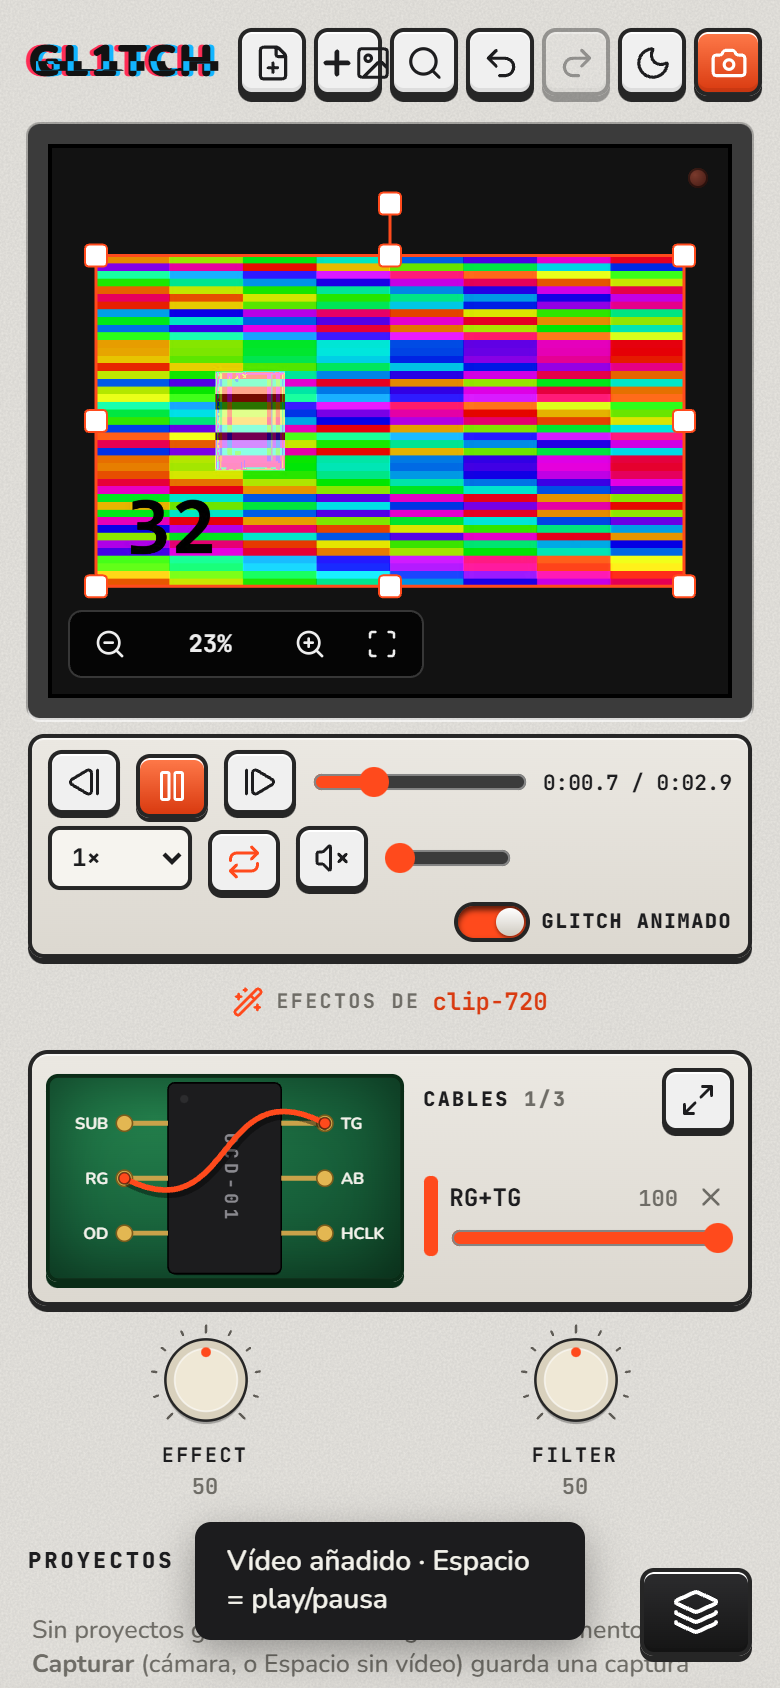 GL1TCH
32
23%
0:00.7 / 0:02.9
1×
GLITCH ANIMADO
EFECTOS DE clip-720
SUB
TG
RG
AB
OD
HCLK
CCD-01
CABLES 1/3
RG+TG 100
EFFECT
50
FILTER
50
PROYECTOS
Vídeo añadido · Espacio
= play/pausa
Sin proyectos
Capturar (cámara, o Espacio sin vídeo) guarda una captura